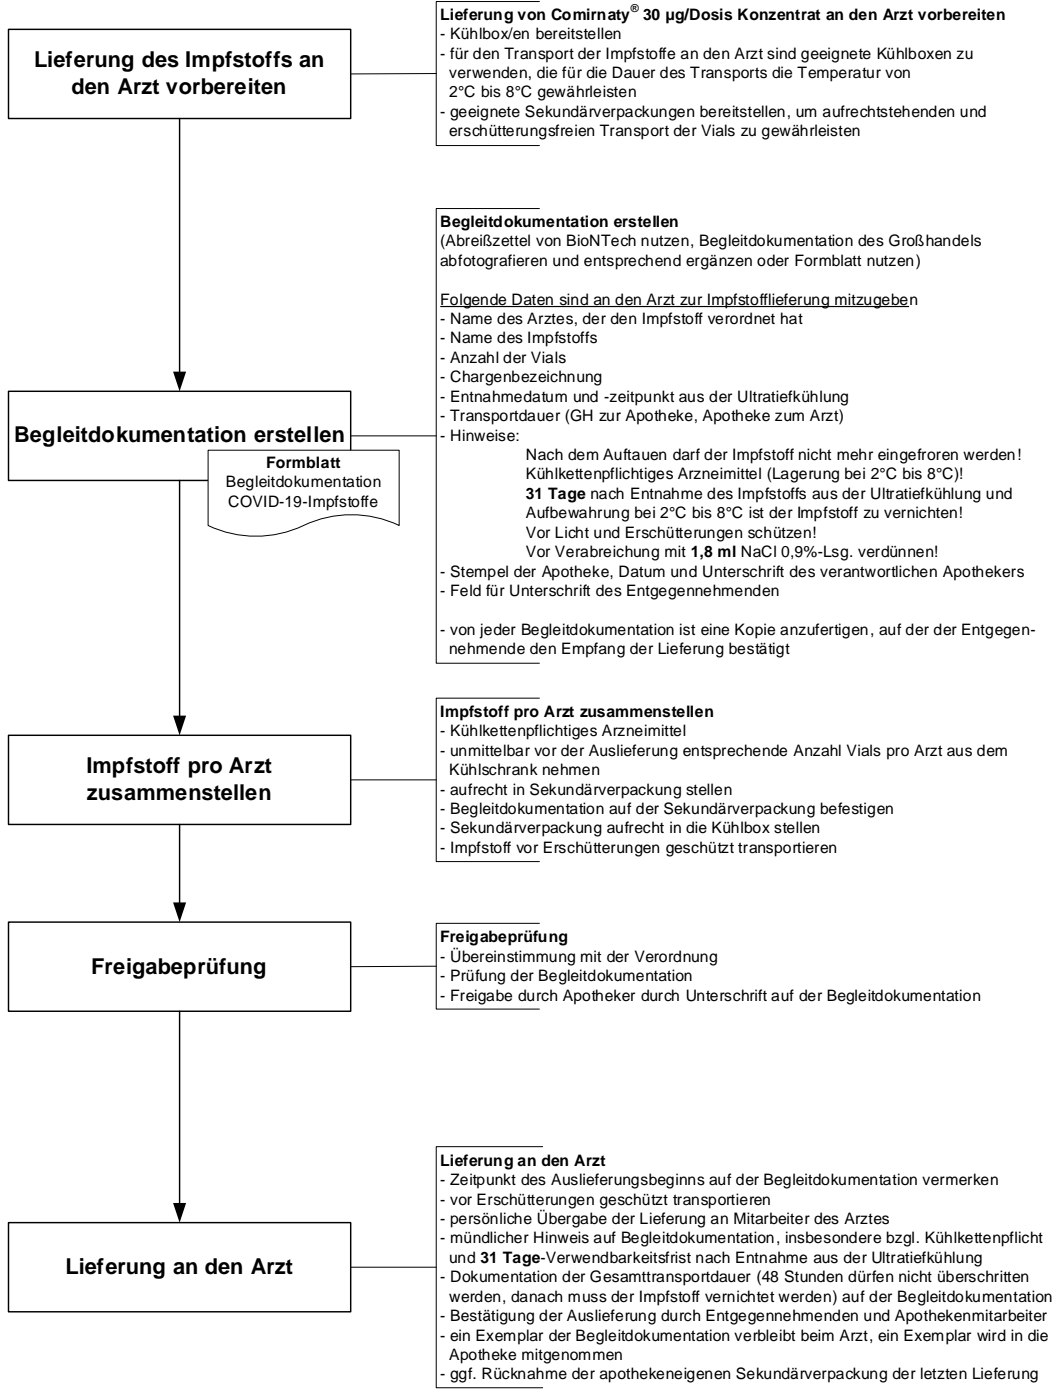 Lieferung des Impfstoffs an
den Arzt vorbereiten
Lieferung von Comirnaty® 30 µg/Dosis Konzentrat an den Arzt vorbereiten
- Kühlbox/en bereitstellen
- für den Transport der Impfstoffe an den Arzt sind geeignete Kühlboxen zu
verwenden, die für die Dauer des Transports die Temperatur von
2°C bis 8°C gewährleisten
- geeignete Sekundärverpackungen bereitstellen, um aufrechtstehenden und
erschütterungsfreien Transport der Vials zu gewährleisten
Begleitdokumentation erstellen
Formblatt
Begleitdokumentation
COVID-19-Impfstoffe
Begleitdokumentation erstellen
(Abreißzettel von BioNTech nutzen, Begleitdokumentation des Großhandels
abfotografieren und entsprechend ergänzen oder Formblatt nutzen)
Folgende Daten sind an den Arzt zur Impfstofflieferung mitzugeben
- Name des Arztes, der den Impfstoff verordnet hat
- Name des Impfstoffs
- Anzahl der Vials
- Chargenbezeichnung
- Entnahmedatum und -zeitpunkt aus der Ultratiefkühlung
- Transportdauer (GH zur Apotheke, Apotheke zum Arzt)
- Hinweise:
Nach dem Auftauen darf der Impfstoff nicht mehr eingefroren werden!
Kühlkettenpflichtiges Arzneimittel (Lagerung bei 2°C bis 8°C)!
31 Tage nach Entnahme des Impfstoffs aus der Ultratiefkühlung und
Aufbewahrung bei 2°C bis 8°C ist der Impfstoff zu vernichten!
Vor Licht und Erschütterungen schützen!
Vor Verabreichung mit 1,8 ml NaCl 0,9%-Lsg. verdünnen!
- Stempel der Apotheke, Datum und Unterschrift des verantwortlichen Apothekers
- Feld für Unterschrift des Entgegennehmenden
- von jeder Begleitdokumentation ist eine Kopie anzufertigen, auf der der Entgegen-
nehmende den Empfang der Lieferung bestätigt
Impfstoff pro Arzt
zusammenstellen
Impfstoff pro Arzt zusammenstellen
- Kühlkettenpflichtiges Arzneimittel
- unmittelbar vor der Auslieferung entsprechende Anzahl Vials pro Arzt aus dem
Kühlschrank nehmen
- aufrecht in Sekundärverpackung stellen
- Begleitdokumentation auf der Sekundärverpackung befestigen
- Sekundärverpackung aufrecht in die Kühlbox stellen
- Impfstoff vor Erschütterungen geschützt transportieren
Freigabeprüfung
Freigabeprüfung
- Übereinstimmung mit der Verordnung
- Prüfung der Begleitdokumentation
- Freigabe durch Apotheker durch Unterschrift auf der Begleitdokumentation
Lieferung an den Arzt
Lieferung an den Arzt
- Zeitpunkt des Auslieferungsbeginns auf der Begleitdokumentation vermerken
- vor Erschütterungen geschützt transportieren
- persönliche Übergabe der Lieferung an Mitarbeiter des Arztes
- mündlicher Hinweis auf Begleitdokumentation, insbesondere bzgl. Kühlkettenpflicht
und 31 Tage-Verwendbarkeitsfrist nach Entnahme aus der Ultratiefkühlung
- Dokumentation der Gesamttransportdauer (48 Stunden dürfen nicht überschritten
werden, danach muss der Impfstoff vernichtet werden) auf der Begleitdokumentation
- Bestätigung der Auslieferung durch Entgegennehmenden und Apothekenmitarbeiter
- ein Exemplar der Begleitdokumentation verbleibt beim Arzt, ein Exemplar wird in die
Apotheke mitgenommen
- ggf. Rücknahme der apothekeneigenen Sekundärverpackung der letzten Lieferung